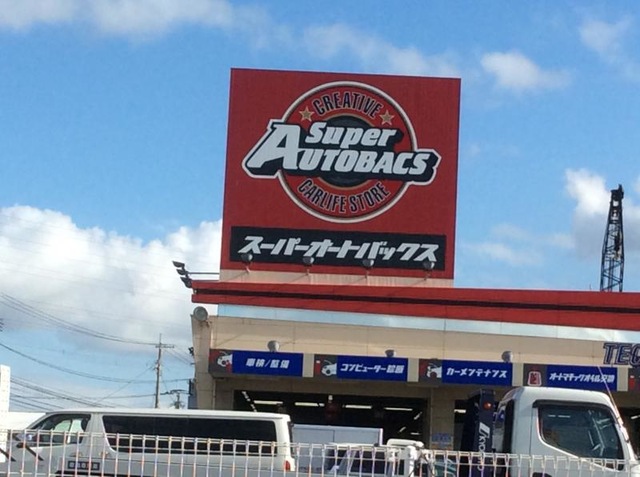 CREATIVE
Super
AUTOBACS
CARLIFE STORE
スーパーオートバックス
車検/整備
コンピューター診断
カーメンテナンス
オートマチックオイル交換